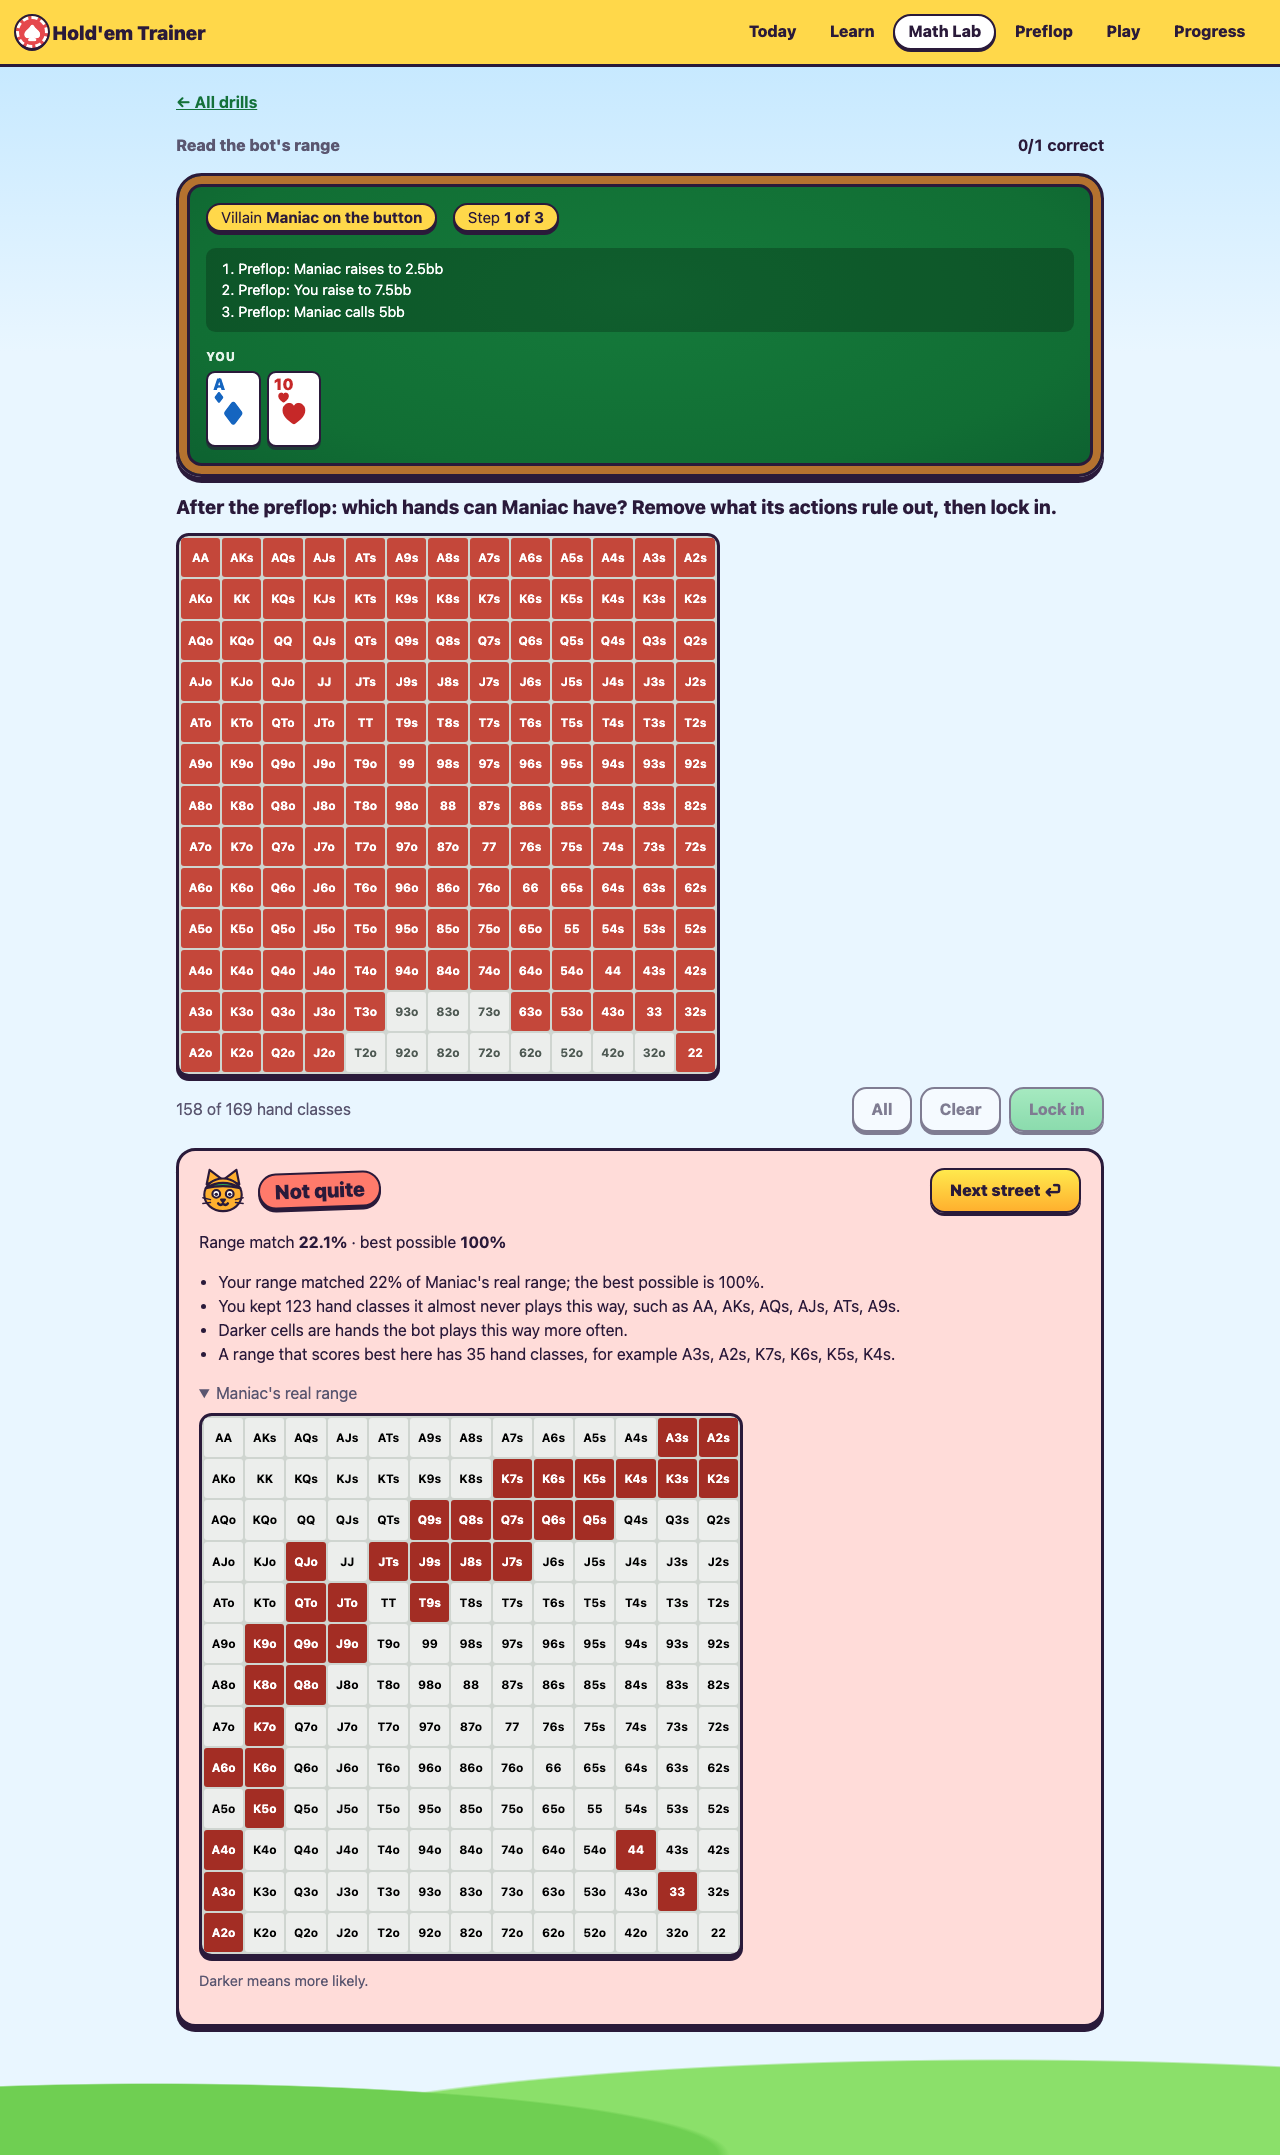 Hold'em Trainer
Today Learn Math Lab Preflop Play Progress
← All drills
Read the bot's range 0/1 correct
Villain Maniac on the button Step 1 of 3
1. Preflop: Maniac raises to 2.5bb
2. Preflop: You raise to 7.5bb
3. Preflop: Maniac calls 5bb
YOU
A 10
After the preflop: which hands can Maniac have? Remove what its actions rule out, then lock in.
AA AKs AQs AJs ATs A9s A8s A7s A6s A5s A4s A3s A2s
AKo KK KQs KJs KTs K9s K8s K7s K6s K5s K4s K3s K2s
AQo KQo QQ QJs QTs Q9s Q8s Q7s Q6s Q5s Q4s Q3s Q2s
AJo KJo QJo JJ JTs J9s J8s J7s J6s J5s J4s J3s J2s
ATo KTo QTo JTo TT T9s T8s T7s T6s T5s T4s T3s T2s
A9o K9o Q9o J9o T9o 99 98s 97s 96s 95s 94s 93s 92s
A8o K8o Q8o J8o T8o 98o 88 87s 86s 85s 84s 83s 82s
A7o K7o Q7o J7o T7o 97o 87o 77 76s 75s 74s 73s 72s
A6o K6o Q6o J6o T6o 96o 86o 76o 66 65s 64s 63s 62s
A5o K5o Q5o J5o T5o 95o 85o 75o 65o 55 54s 53s 52s
A4o K4o Q4o J4o T4o 94o 84o 74o 64o 54o 44 43s 42s
A3o K3o Q3o J3o T3o 93o 83o 73o 63o 53o 43o 33 32s
A2o K2o Q2o J2o T2o 92o 82o 72o 62o 52o 42o 32o 22
158 of 169 hand classes All Clear Lock in
Not quite Next street ⏎
Range match 22.1% · best possible 100%
• Your range matched 22% of Maniac's real range; the best possible is 100%.
• You kept 123 hand classes it almost never plays this way, such as AA, AKs, AQs, AJs, ATs, A9s.
• Darker cells are hands the bot plays this way more often.
• A range that scores best here has 35 hand classes, for example A3s, A2s, K7s, K6s, K5s, K4s.
▼ Maniac's real range
AA AKs AQs AJs ATs A9s A8s A7s A6s A5s A4s A3s A2s
AKo KK KQs KJs KTs K9s K8s K7s K6s K5s K4s K3s K2s
AQo KQo QQ QJs QTs Q9s Q8s Q7s Q6s Q5s Q4s Q3s Q2s
AJo KJo QJo JJ JTs J9s J8s J7s J6s J5s J4s J3s J2s
ATo KTo QTo JTo TT T9s T8s T7s T6s T5s T4s T3s T2s
A9o K9o Q9o J9o T9o 99 98s 97s 96s 95s 94s 93s 92s
A8o K8o Q8o J8o T8o 98o 88 87s 86s 85s 84s 83s 82s
A7o K7o Q7o J7o T7o 97o 87o 77 76s 75s 74s 73s 72s
A6o K6o Q6o J6o T6o 96o 86o 76o 66 65s 64s 63s 62s
A5o K5o Q5o J5o T5o 95o 85o 75o 65o 55 54s 53s 52s
A4o K4o Q4o J4o T4o 94o 84o 74o 64o 54o 44 43s 42s
A3o K3o Q3o J3o T3o 93o 83o 73o 63o 53o 43o 33 32s
A2o K2o Q2o J2o T2o 92o 82o 72o 62o 52o 42o 32o 22
Darker means more likely.